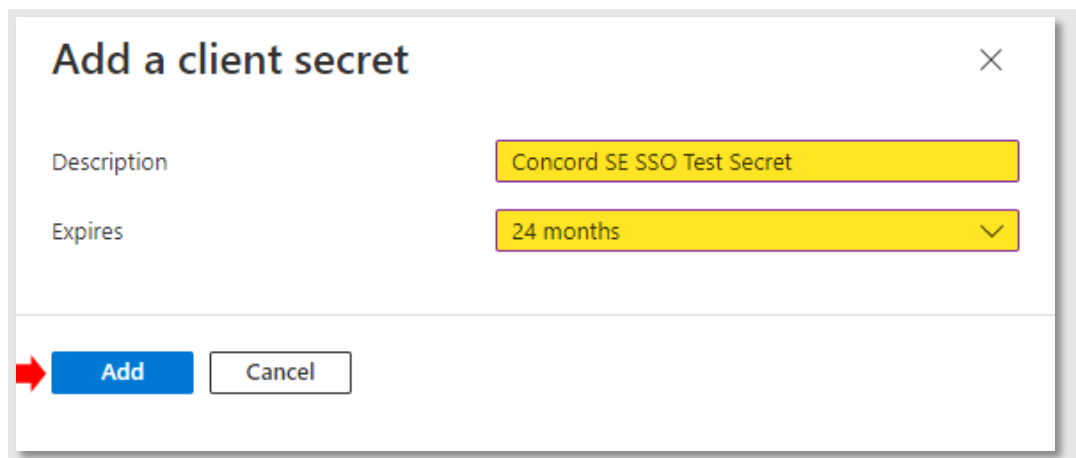 Add a client secret
Description
Concord SE SSO Test Secret
Expires
24 months
Add
Cancel